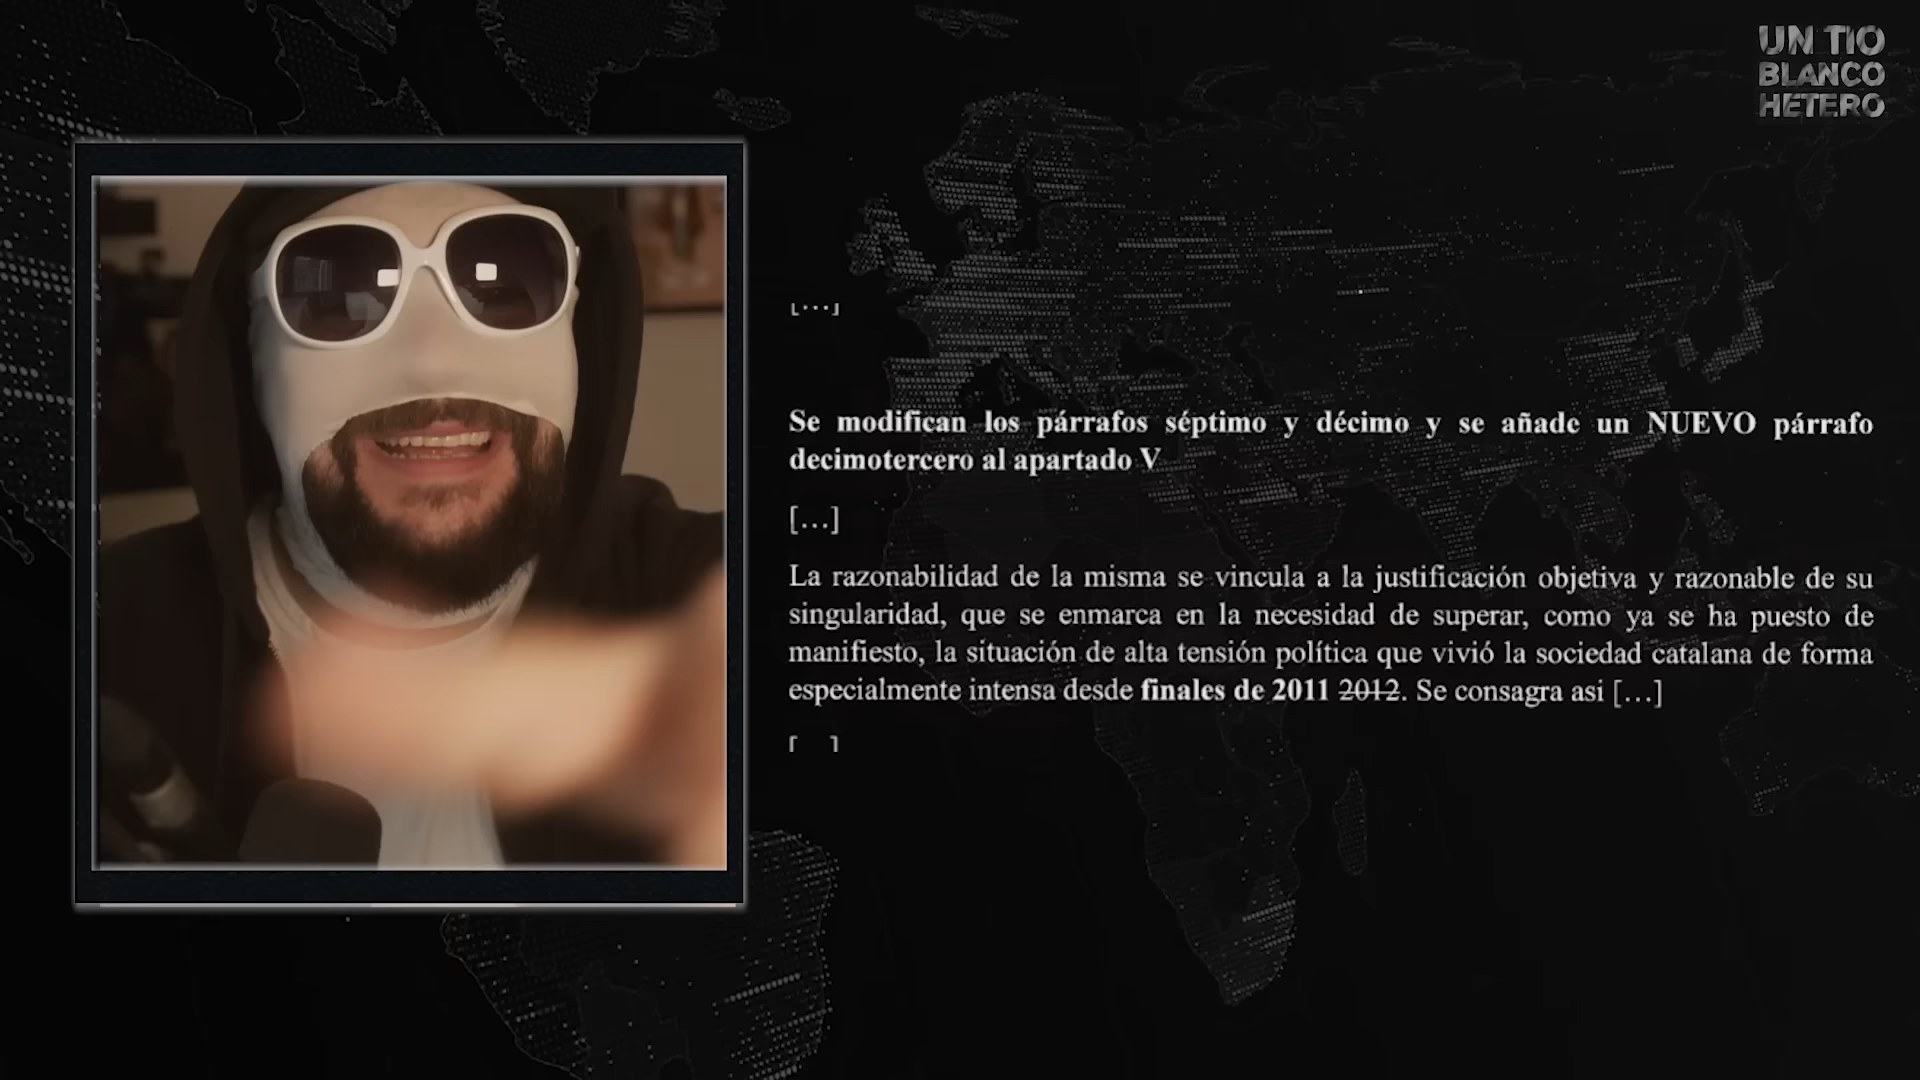 UN TIO
BLANCO
HETERO
[...]
Se modifican los párrafos séptimo y décimo y se añade un NUEVO párrafo
decimotercero al apartado V
[...]
La razonabilidad de la misma se vincula a la justificación objetiva y razonable de su
singularidad, que se enmarca en la necesidad de superar, como ya se ha puesto de
manifiesto, la situación de alta tensión política que vivió la sociedad catalana de forma
especialmente intensa desde finales de 2011 2012. Se consagra asi [...]
[ ]